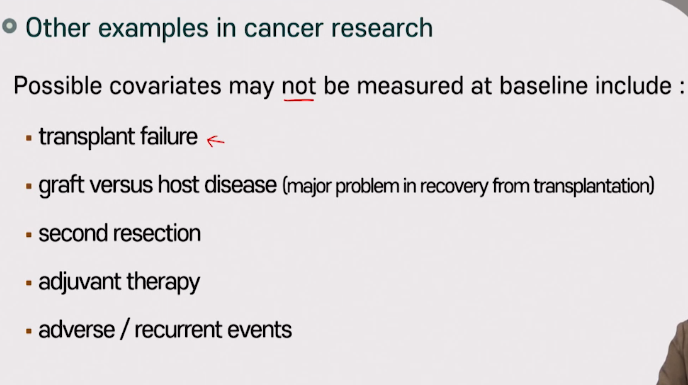 Other examples in cancer research
Possible covariates may not be measured at baseline include :
▪ transplant failure
▪ graft versus host disease (major problem in recovery from transplantation)
▪ second resection
▪ adjuvant therapy
▪ adverse / recurrent events